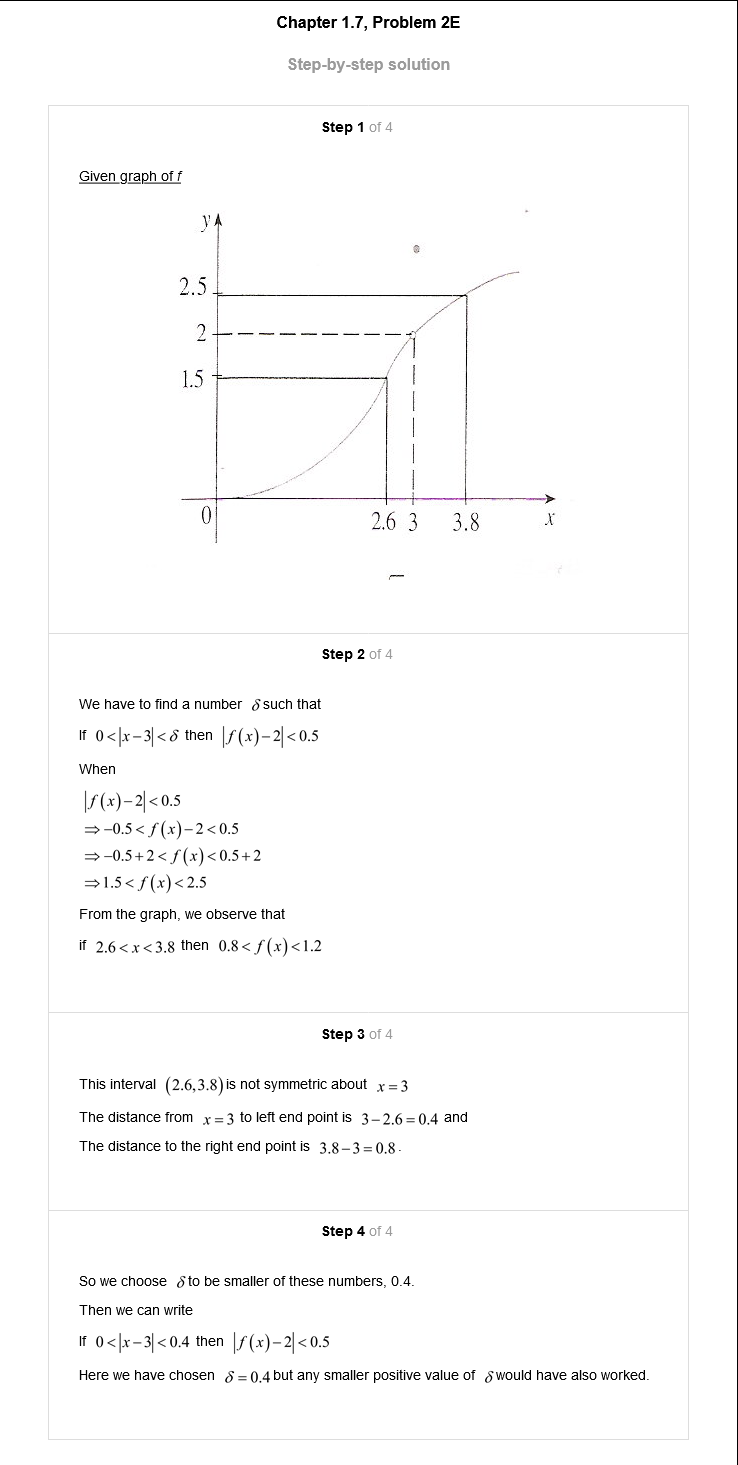 Chapter 1.7, Problem 2E
Step-by-step solution
Step 1 of 4
Given graph of f
y
2.5
2
1.5
0
2.6 3 3.8 x
Step 2 of 4
We have to find a number δ such that
If 0<|x−3|<δ then |f(x)−2|<0.5
When
|f(x)−2|<0.5
⇒−0.5<f(x)−2<0.5
⇒−0.5+2<f(x)<0.5+2
⇒1.5<f(x)<2.5
From the graph, we observe that
if 2.6<x<3.8 then 0.8<f(x)<1.2
Step 3 of 4
This interval (2.6,3.8) is not symmetric about x=3
The distance from x=3 to left end point is 3−2.6=0.4 and
The distance to the right end point is 3.8−3=0.8.
Step 4 of 4
So we choose δ to be smaller of these numbers, 0.4.
Then we can write
If 0<|x−3|<0.4 then |f(x)−2|<0.5
Here we have chosen δ=0.4 but any smaller positive value of δ would have also worked.